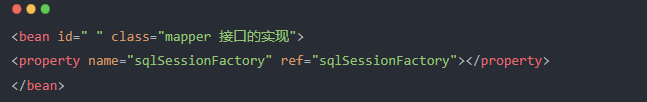 <bean id=" " class="mapper 接口的实现">
<property name="sqlSessionFactory" ref="sqlSessionFactory"></property>
</bean>